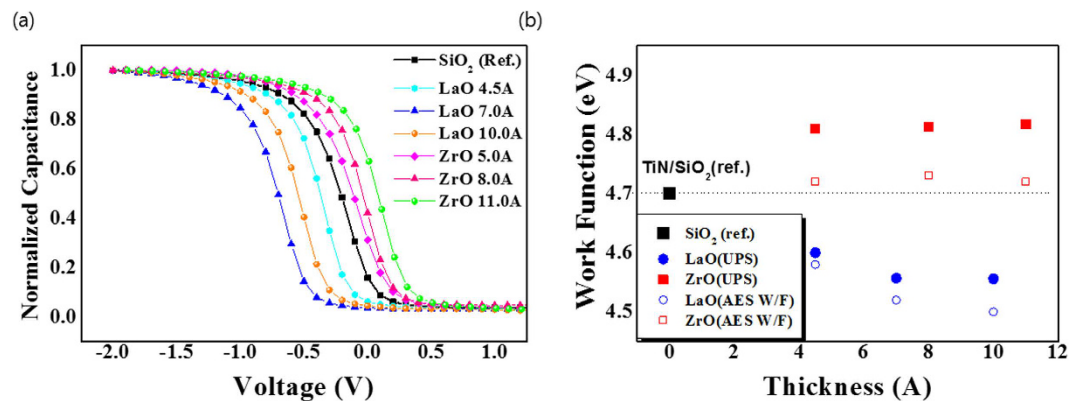 (a)
(b)
Normalized Capacitance
1.0
0.8
0.6
0.4
0.2
0.0
SiO₂ (Ref.)
LaO 4.5A
LaO 7.0A
LaO 10.0A
ZrO 5.0A
ZrO 8.0A
ZrO 11.0A
-2.0 -1.5 -1.0 -0.5 0.0 0.5 1.0
Voltage (V)
Work Function (eV)
4.9
4.8
4.7
4.6
4.5
TiN/SiO₂(ref.)
SiO₂ (ref.)
LaO(UPS)
ZrO(UPS)
LaO(AES W/F)
ZrO(AES W/F)
0 2 4 6 8 10 12
Thickness (A)